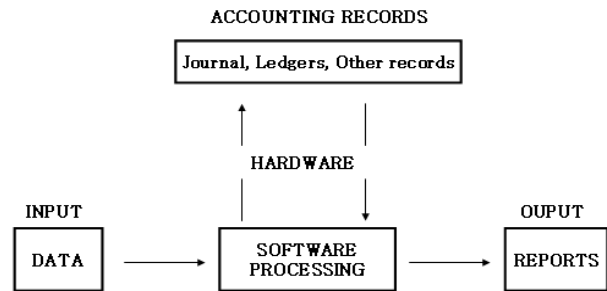 ACCOUNTING RECORDS
Journal, Ledgers, Other records
HARDWARE
INPUT
OUPUT
DATA
SOFTWARE
PROCESSING
REPORTS